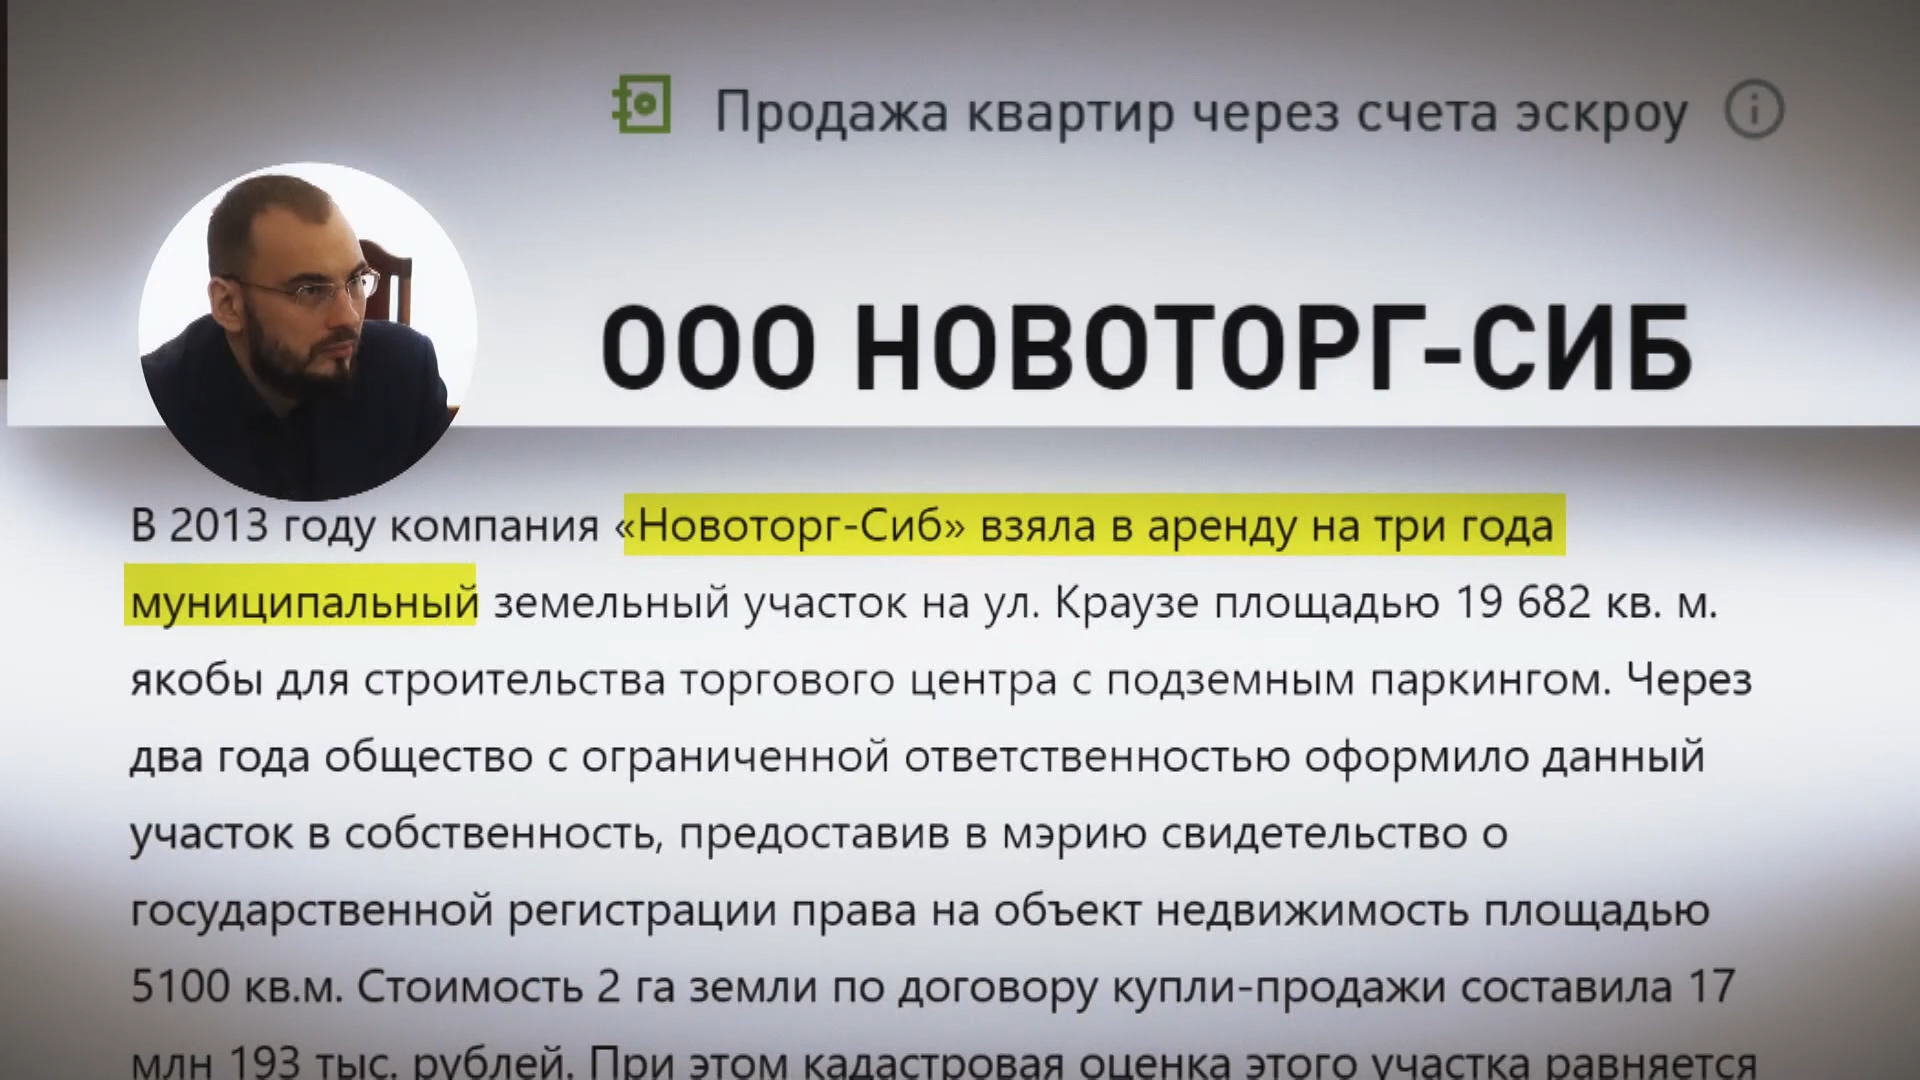 Продажа квартир через счета эскроу
ООО НОВОТОРГ-СИБ
В 2013 году компания «Новоторг-Сиб» взяла в аренду на три года
муниципальный земельный участок на ул. Краузе площадью 19 682 кв. м.
якобы для строительства торгового центра с подземным паркингом. Через
два года общество с ограниченной ответственностью оформило данный
участок в собственность, предоставив в мэрию свидетельство о
государственной регистрации права на объект недвижимость площадью
5100 кв.м. Стоимость 2 га земли по договору купли-продажи составила 17
млн 193 тыс. рублей. При этом кадастровая оценка этого участка равняется